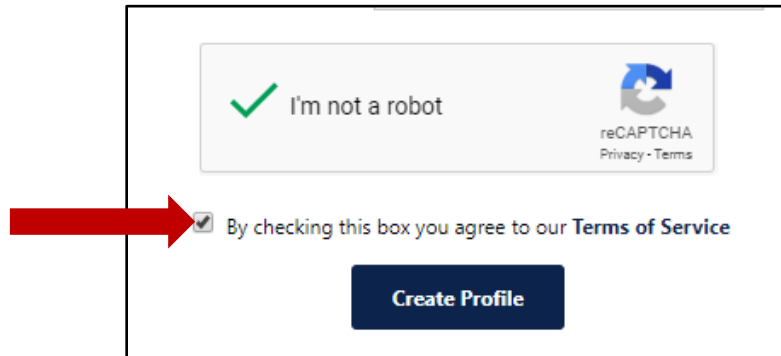 I'm not a robot
reCAPTCHA
Privacy - Terms
By checking this box you agree to our Terms of Service
Create Profile